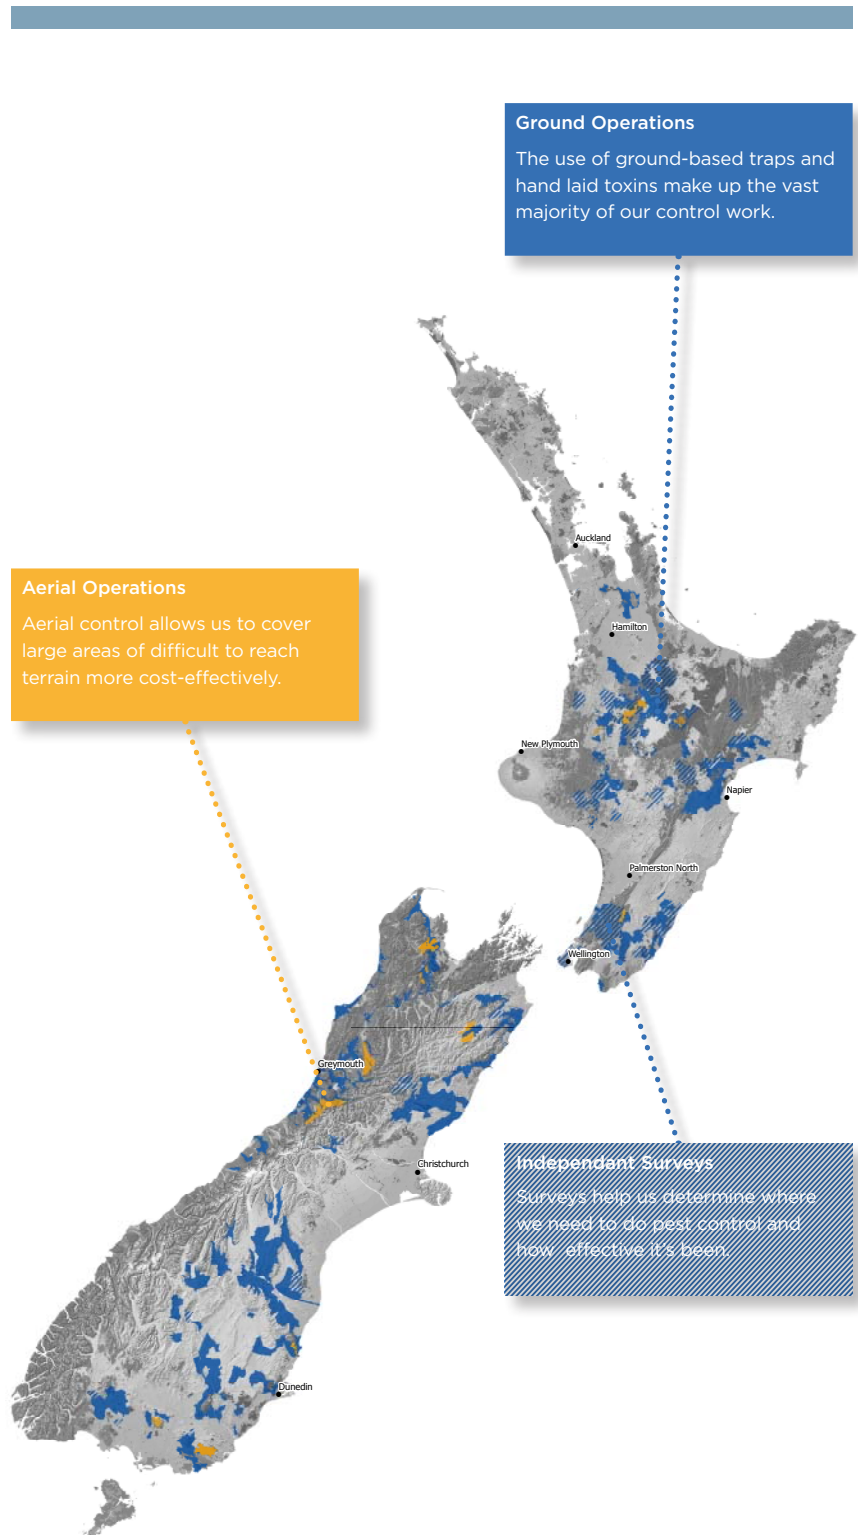 Ground Operations
The use of ground-based traps and
hand laid toxins make up the vast
majority of our control work.
Auckland
Aerial Operations
Aerial control allows us to cover
large areas of difficult to reach
terrain more cost-effectively.
Hamilton
New Plymouth
Napier
Palmerston North
Wellington
Greymouth
Christchurch
Independant Surveys
Surveys help us determine where
we need to do pest control and
how  effective it's been.
Dunedin